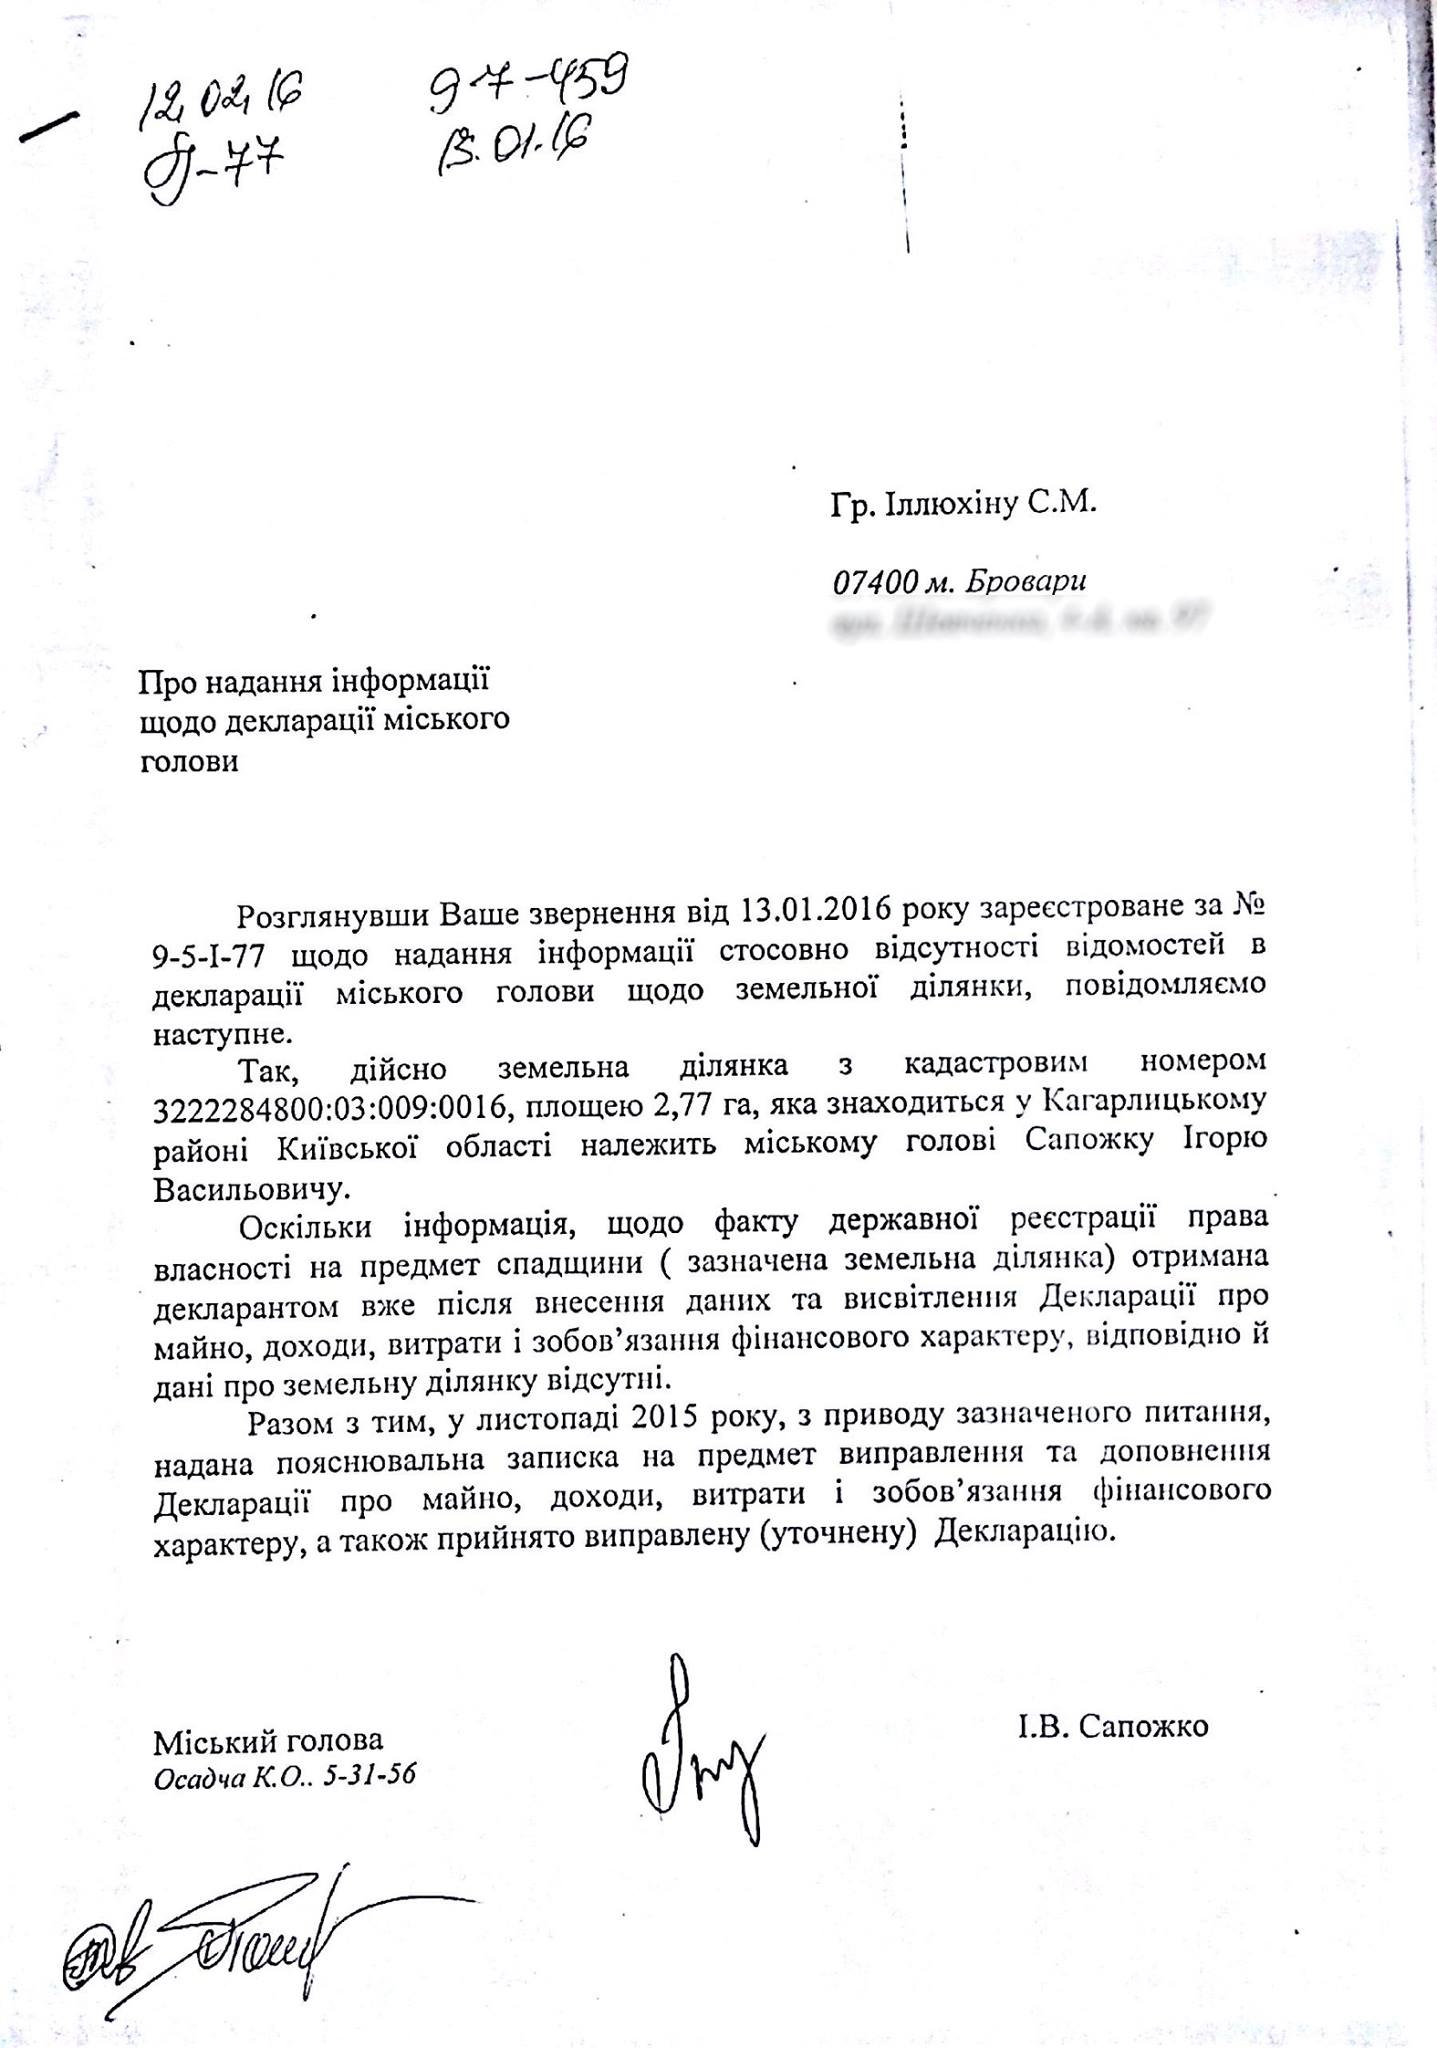 12.02.16 9-7-459
-77 13.01.16
Гр. Іллюхіну С.М.
07400 м. Бровари
Про надання інформації
щодо декларації міського
голови
Розглянувши Ваше звернення від 13.01.2016 року зареєстроване за №
9-5-І-77 щодо надання інформації стосовно відсутності відомостей в
декларації міського голови щодо земельної ділянки, повідомляємо
наступне.
Так, дійсно земельна ділянка з кадастровим номером
3222284800:03:009:0016, площею 2,77 га, яка знаходиться у Кагарлицькому
районі Київської області належить міському голові Сапожку Ігорю
Васильовичу.
Оскільки інформація, щодо факту державної реєстрації права
власності на предмет спадщини ( зазначена земельна ділянка) отримана
декларантом вже після внесення даних та висвітлення Декларації про
майно, доходи, витрати і зобов’язання фінансового характеру, відповідно й
дані про земельну ділянку відсутні.
Разом з тим, у листопаді 2015 року, з приводу зазначеного питання,
надана пояснювальна записка на предмет виправлення та доповнення
Декларації про майно, доходи, витрати і зобов’язання фінансового
характеру, а також прийнято виправлену (уточнену) Декларацію.
Міський голова І.В. Сапожко
Осадча К.О.. 5-31-56